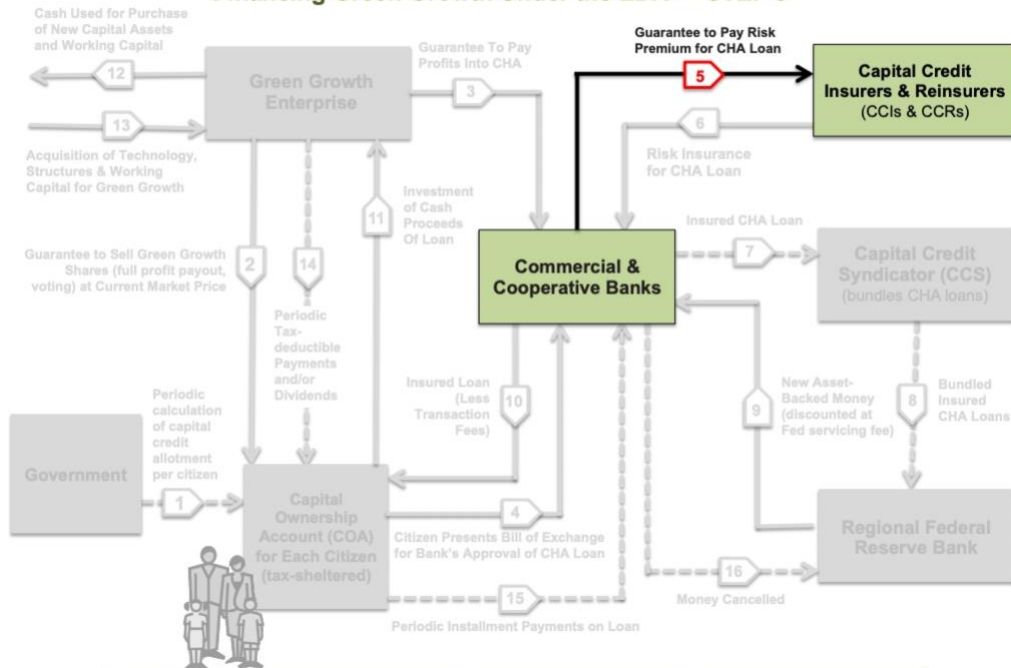 Cash Used for Purchase
of New Capital Assets
and Working Capital
12
13
Acquisition of Technology,
Structures & Working
Capital for Green Growth
Green Growth
Enterprise
Guarantee To Pay
Profits Into CHA
3
Guarantee to Pay Risk
Premium for CHA Loan
5
Capital Credit
Insurers & Reinsurers
(CCIs & CCRs)
6
Risk Insurance
for CHA Loan
Investment
of Cash
Proceeds
Of Loan
11
Guarantee to Sell Green Growth
Shares (full profit payout,
voting) at Current Market Price
2
14
Periodic
Tax-
deductible
Payments
and/or
Dividends
Commercial &
Cooperative Banks
Insured CHA Loan
7
Capital Credit
Syndicator (CCS)
(bundles CHA loans)
Insured Loan
(Less
Transaction
Fees)
10
9
New Asset-
Backed Money
(discounted at
Fed servicing fee)
8
Bundled
Insured
CHA Loans
Government
Periodic
calculation
of capital
credit
allotment
per citizen
1
Capital
Ownership
Account (COA)
for Each Citizen
(tax-sheltered)
4
Citizen Presents Bill of Exchange
for Bank's Approval of CHA Loan
Regional Federal
Reserve Bank
16
Money Cancelled
15
Periodic Installment Payments on Loan